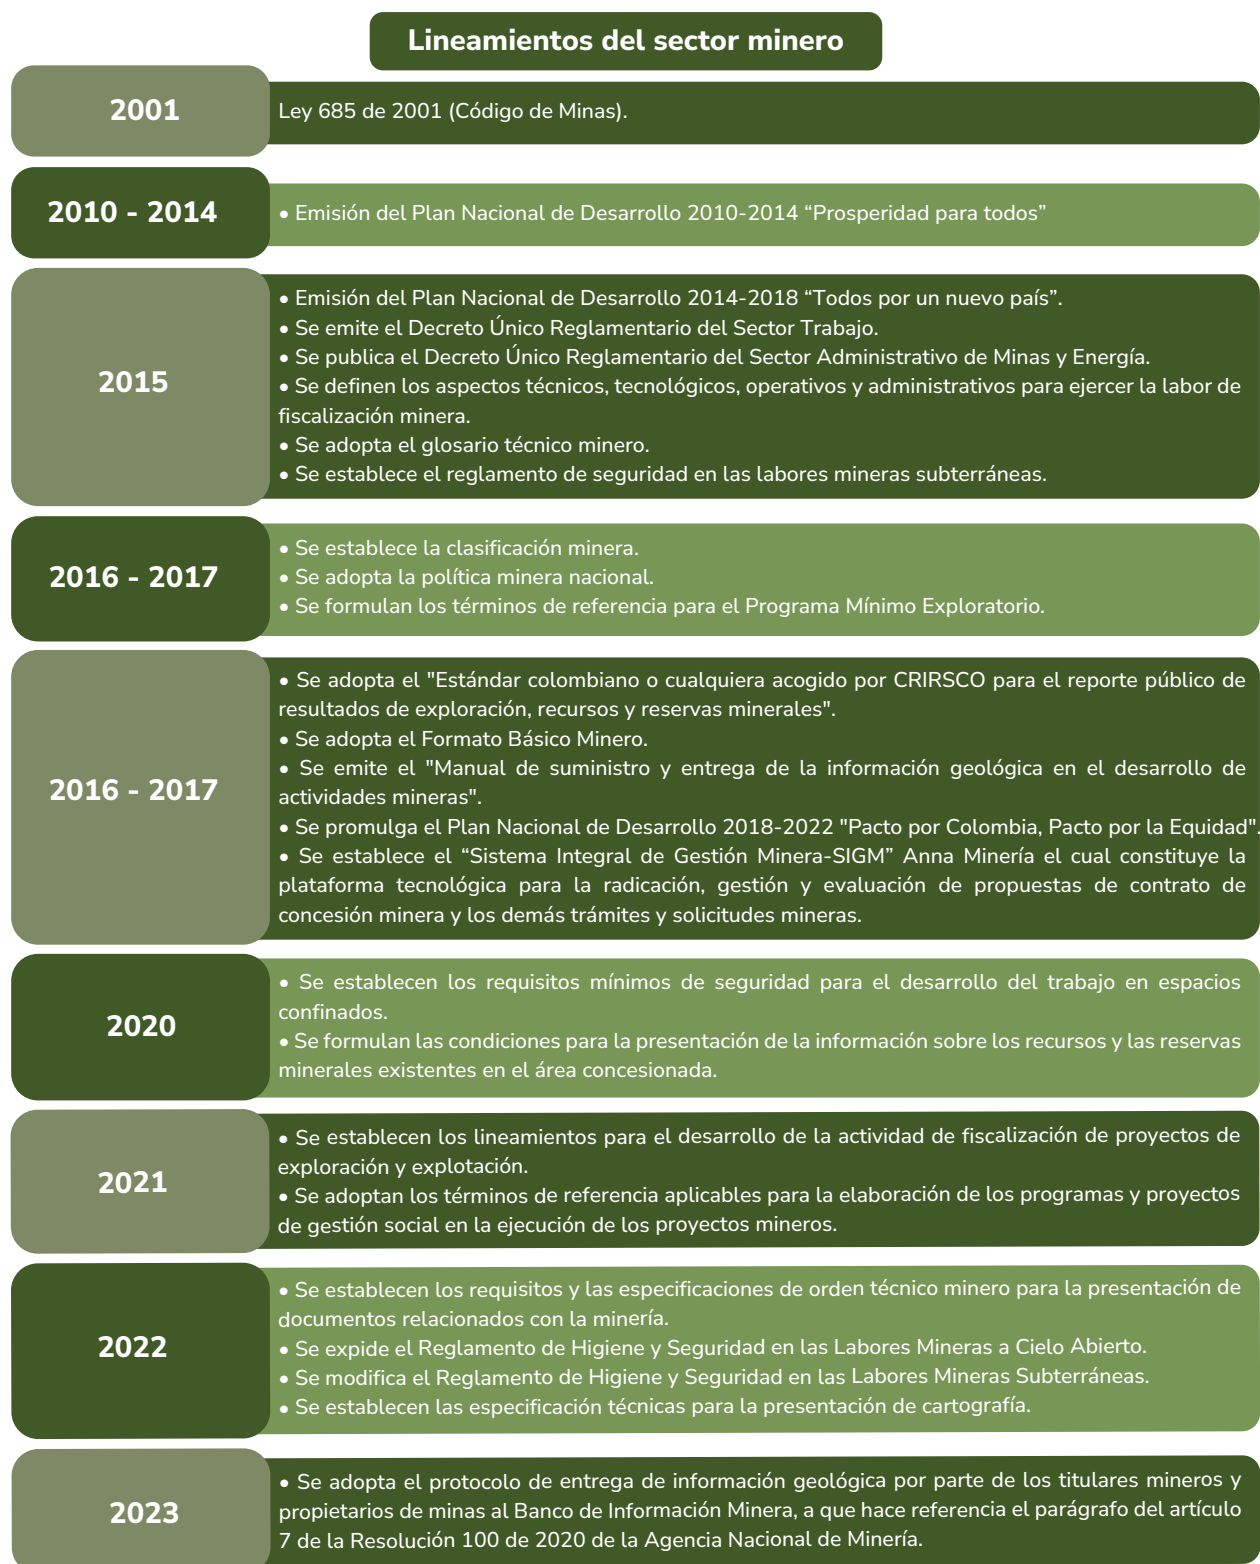 Lineamientos del sector minero
2001
Ley 685 de 2001 (Código de Minas).
2010 - 2014
• Emisión del Plan Nacional de Desarrollo 2010-2014 “Prosperidad para todos”
2015
• Emisión del Plan Nacional de Desarrollo 2014-2018 “Todos por un nuevo país”.
• Se emite el Decreto Único Reglamentario del Sector Trabajo.
• Se publica el Decreto Único Reglamentario del Sector Administrativo de Minas y Energía.
• Se definen los aspectos técnicos, tecnológicos, operativos y administrativos para ejercer la labor de
fiscalización minera.
• Se adopta el glosario técnico minero.
• Se establece el reglamento de seguridad en las labores mineras subterráneas.
2016 - 2017
• Se establece la clasificación minera.
• Se adopta la política minera nacional.
• Se formulan los términos de referencia para el Programa Mínimo Exploratorio.
2016 - 2017
• Se adopta el "Estándar colombiano o cualquiera acogido por CRIRSCO para el reporte público de
resultados de exploración, recursos y reservas minerales".
• Se adopta el Formato Básico Minero.
• Se emite el "Manual de suministro y entrega de la información geológica en el desarrollo de
actividades mineras".
• Se promulga el Plan Nacional de Desarrollo 2018-2022 "Pacto por Colombia, Pacto por la Equidad".
• Se establece el “Sistema Integral de Gestión Minera-SIGM” Anna Minería el cual constituye la
plataforma tecnológica para la radicación, gestión y evaluación de propuestas de contrato de
concesión minera y los demás trámites y solicitudes mineras.
2020
• Se establecen los requisitos mínimos de seguridad para el desarrollo del trabajo en espacios
confinados.
• Se formulan las condiciones para la presentación de la información sobre los recursos y las reservas
minerales existentes en el área concesionada.
2021
• Se establecen los lineamientos para el desarrollo de la actividad de fiscalización de proyectos de
exploración y explotación.
• Se adoptan los términos de referencia aplicables para la elaboración de los programas y proyectos
de gestión social en la ejecución de los proyectos mineros.
2022
• Se establecen los requisitos y las especificaciones de orden técnico minero para la presentación de
documentos relacionados con la minería.
• Se expide el Reglamento de Higiene y Seguridad en las Labores Mineras a Cielo Abierto.
• Se modifica el Reglamento de Higiene y Seguridad en las Labores Mineras Subterráneas.
• Se establecen las especificación técnicas para la presentación de cartografía.
2023
• Se adopta el protocolo de entrega de información geológica por parte de los titulares mineros y
propietarios de minas al Banco de Información Minera, a que hace referencia el parágrafo del artículo
7 de la Resolución 100 de 2020 de la Agencia Nacional de Minería.